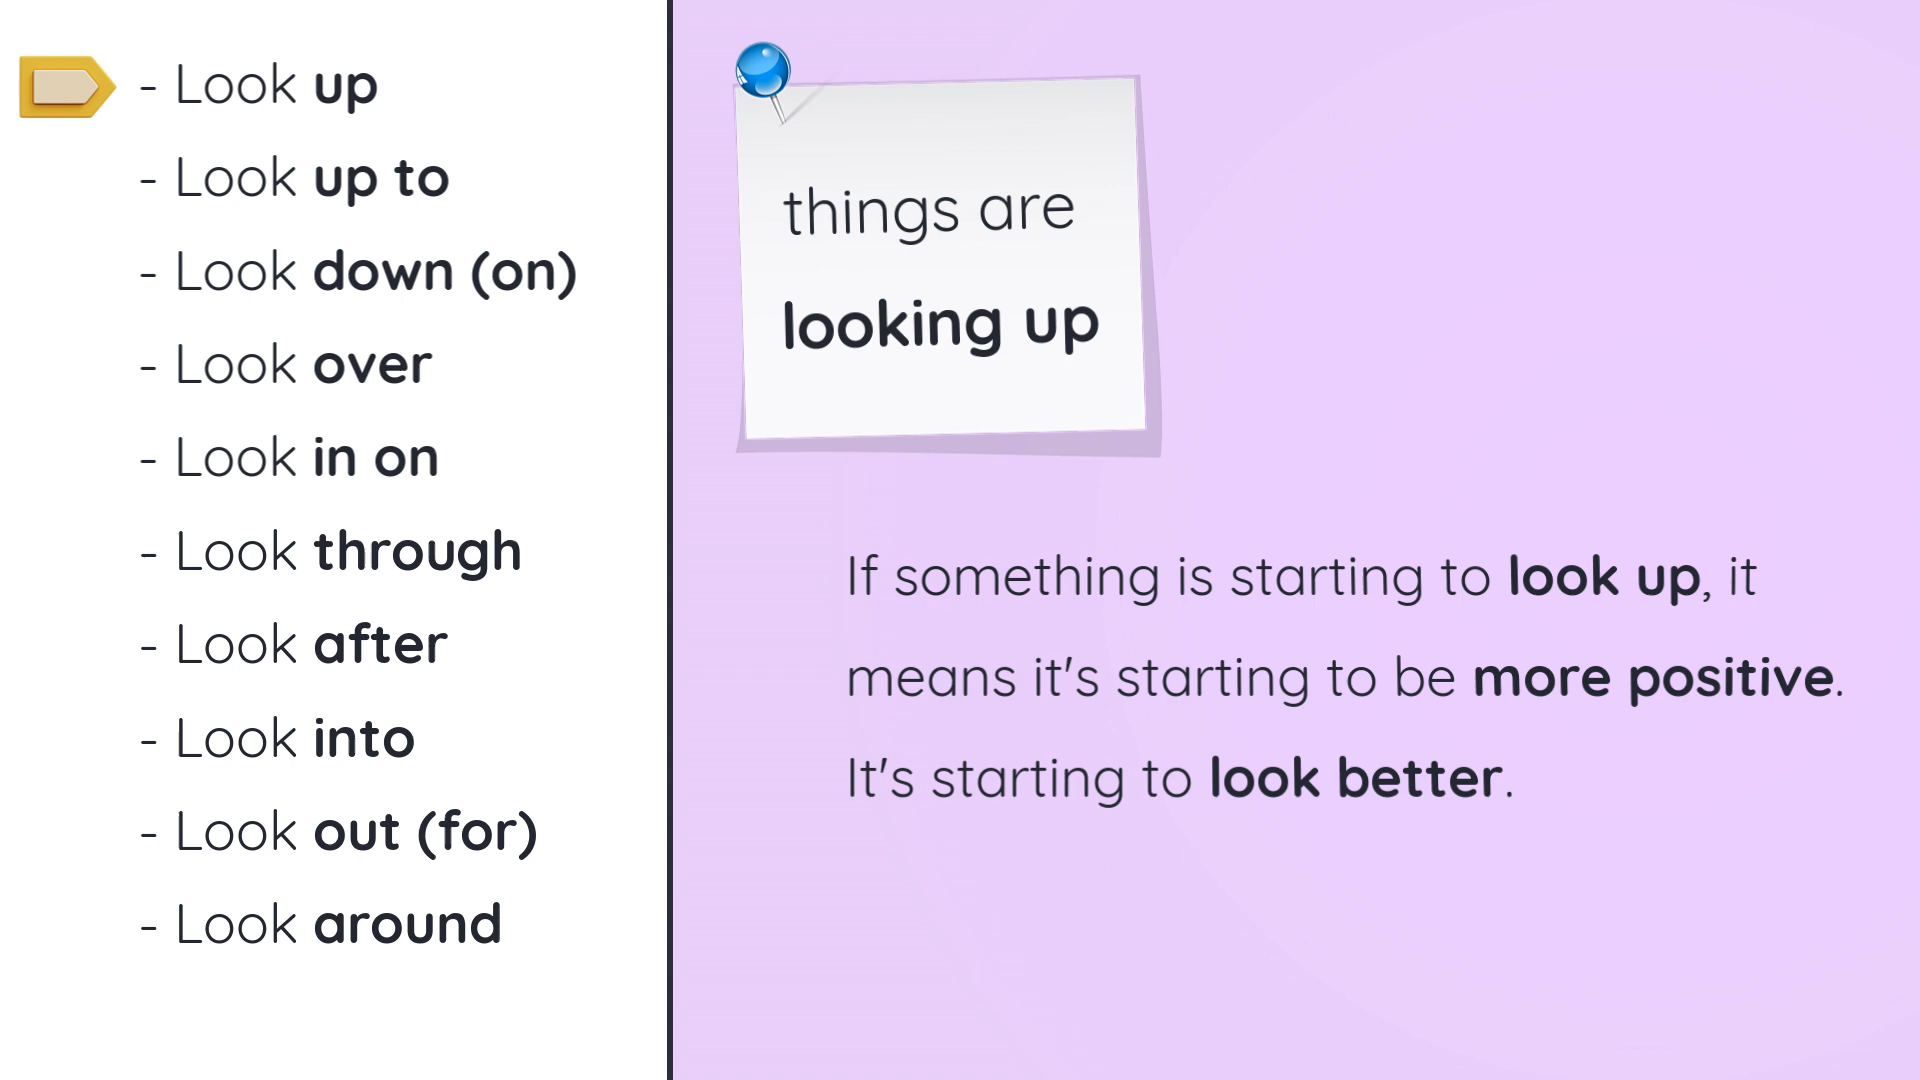 - Look up
- Look up to
- Look down (on)
- Look over
- Look in on
- Look through
- Look after
- Look into
- Look out (for)
- Look around
things are
looking up
If something is starting to look up, it
means it's starting to be more positive.
It's starting to look better.